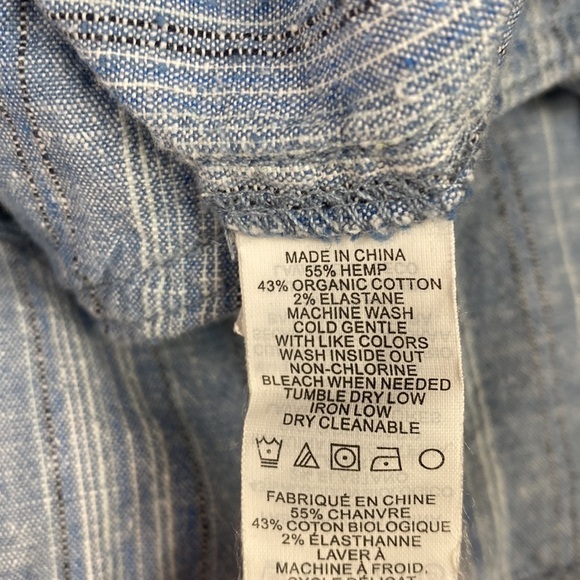 MADE IN CHINA
55% HEMP
43% ORGANIC COTTON
2% ELASTANE
MACHINE WASH
COLD GENTLE
WITH LIKE COLORS
WASH INSIDE OUT
NON-CHLORINE
BLEACH WHEN NEEDED
TUMBLE DRY LOW
IRON LOW
DRY CLEANABLE
FABRIQUÉ EN CHINE
55% CHANVRE
43% COTON BIOLOGIQUE
2% ÉLASTHANNE
LAVER À
MACHINE À FROID,
CYCLE DÉLICAT